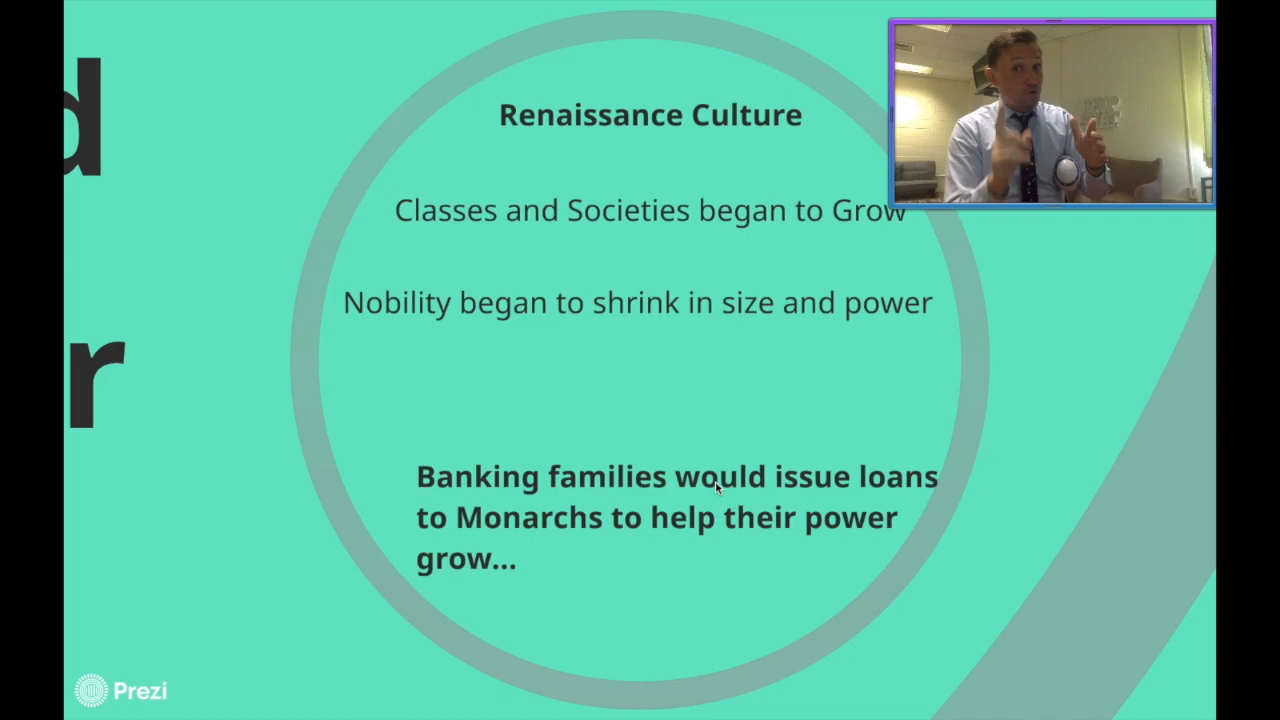 d
r
Renaissance Culture
Classes and Societies began to Grow
Nobility began to shrink in size and power
Banking families would issue loans
to Monarchs to help their power
grow...
Prezi